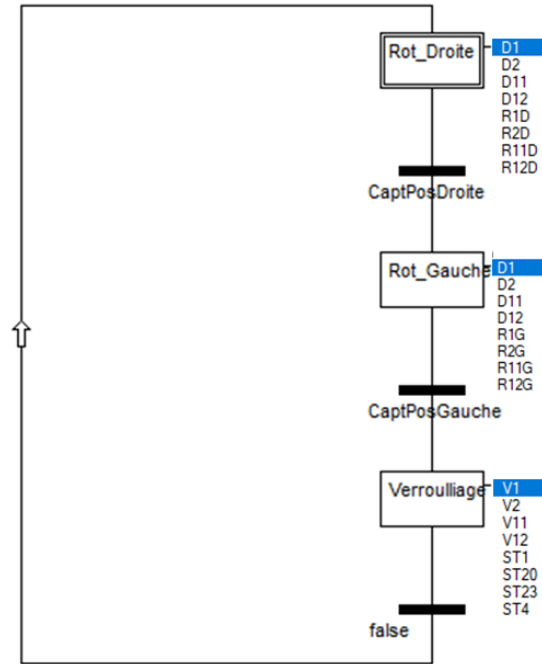 Rot_Droite
D1
D2
D11
D12
R1D
R2D
R11D
R12D
CaptPosDroite
Rot_Gauche
D1
D2
D11
D12
R1G
R2G
R11G
R12G
CaptPosGauche
Verroulliage
V1
V2
V11
V12
ST1
ST20
ST23
ST4
false